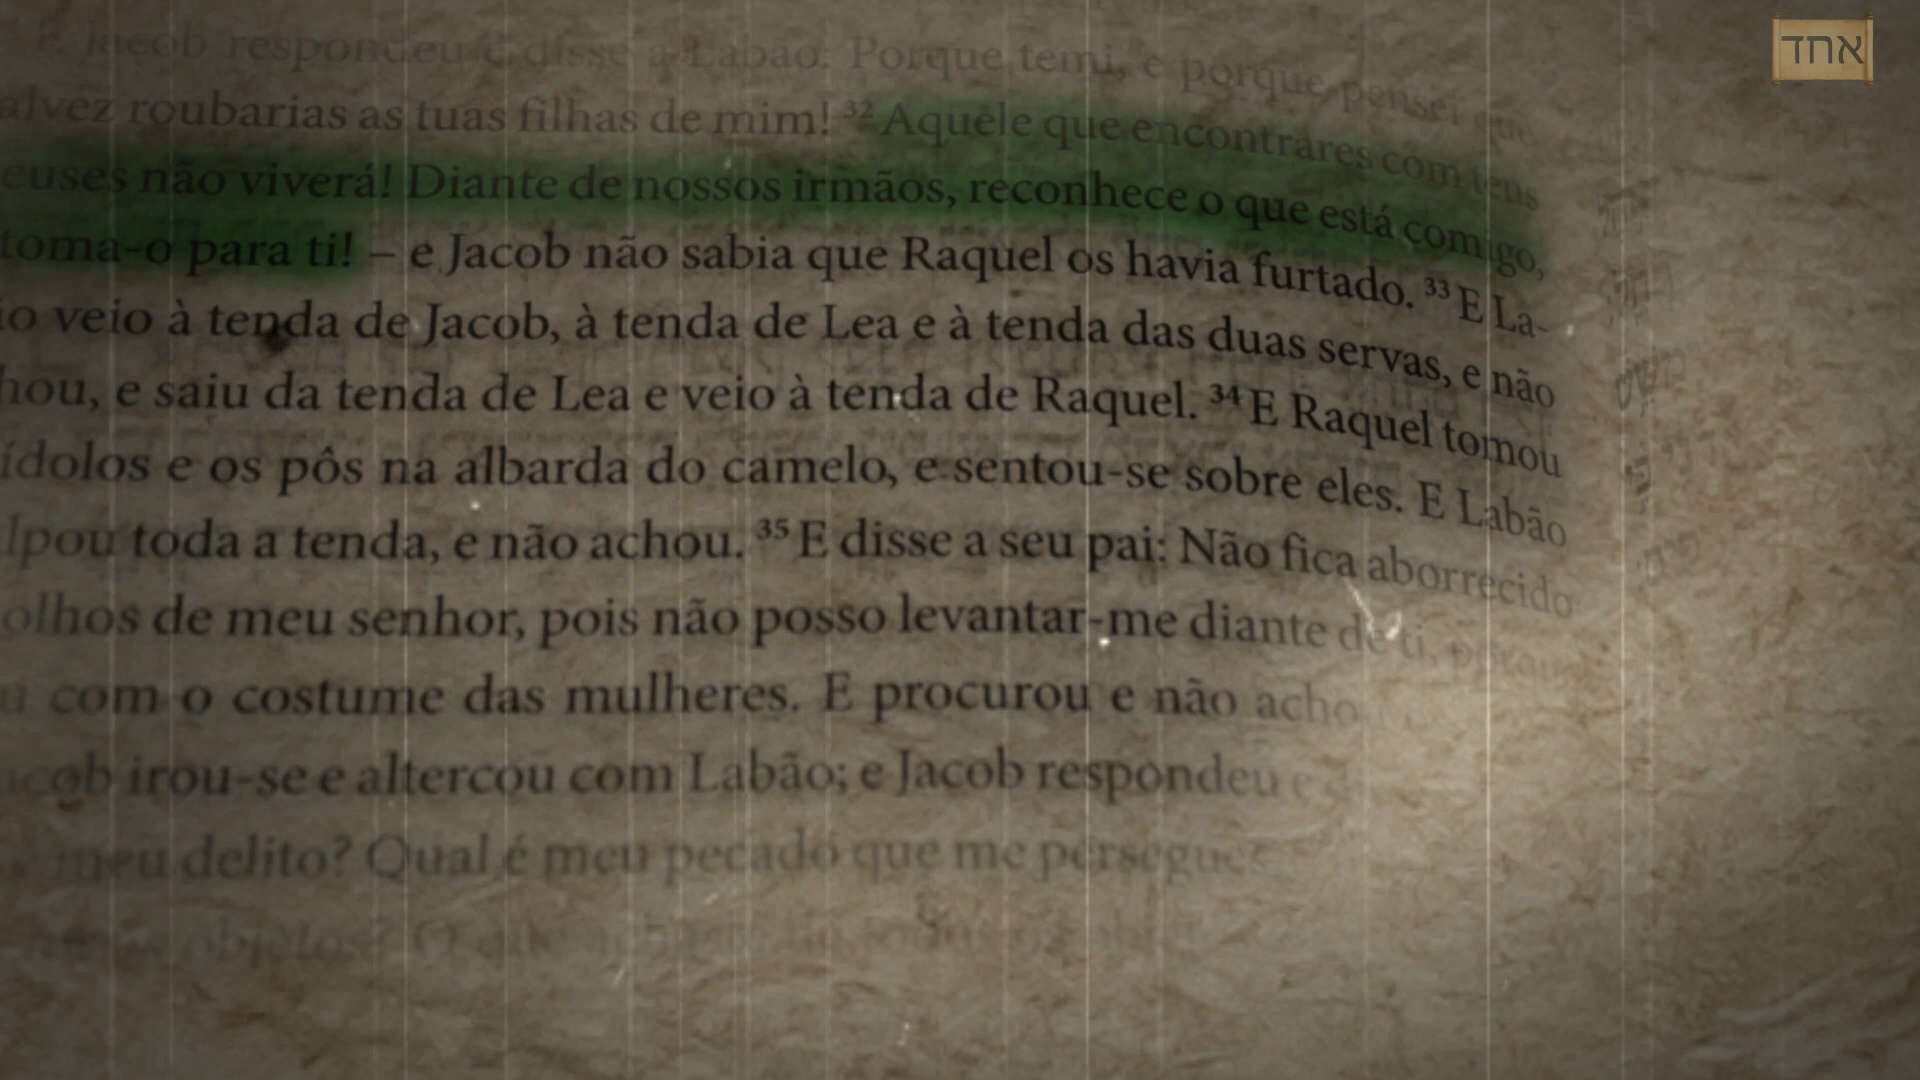 Jacob respondeu e disse a Labão: Porque temi, e porque pensei que
alvez roubarias as tuas filhas de mim! ³² Aquele que encontrares com teus
euses não viverá! Diante de nossos irmãos, reconhece o que está comigo,
toma-o para ti! – e Jacob não sabia que Raquel os havia furtado. ³³ E La-
io veio à tenda de Jacob, à tenda de Lea e à tenda das duas servas, e não
hou, e saiu da tenda de Lea e veio à tenda de Raquel. ³⁴ E Raquel tomou
ídolos e os pôs na albarda do camelo, e sentou-se sobre eles. E Labão
lpou toda a tenda, e não achou. ³⁵ E disse a seu pai: Não fica aborrecido
olhos de meu senhor, pois não posso levantar-me diante de ti,
com o costume das mulheres. E procurou e não acho
acob irou-se e altercou com Labão; e Jacob respondeu e
meu delito? Qual é meu pecado que me persegues
אחד